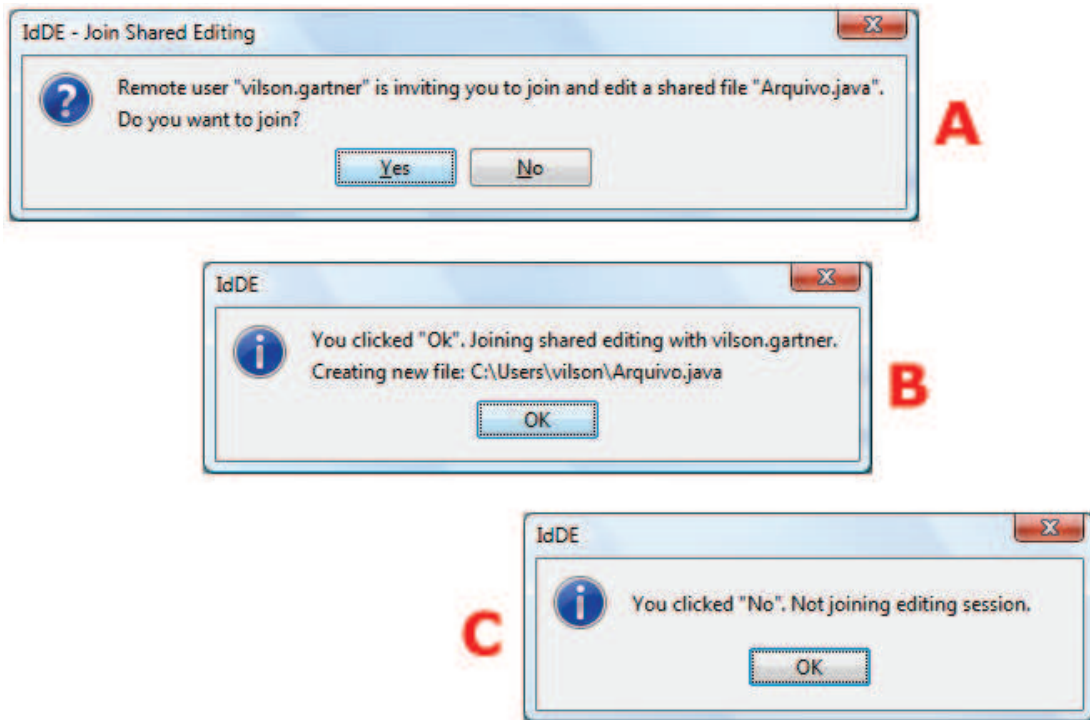 IdDE - Join Shared Editing
Remote user "vilson.gartner" is inviting you to join and edit a shared file "Arquivo.java".
Do you want to join?
Yes No
A
IdDE
You clicked "Ok". Joining shared editing with vilson.gartner.
Creating new file: C:\Users\vilson\Arquivo.java
OK
B
IdDE
You clicked "No". Not joining editing session.
OK
C